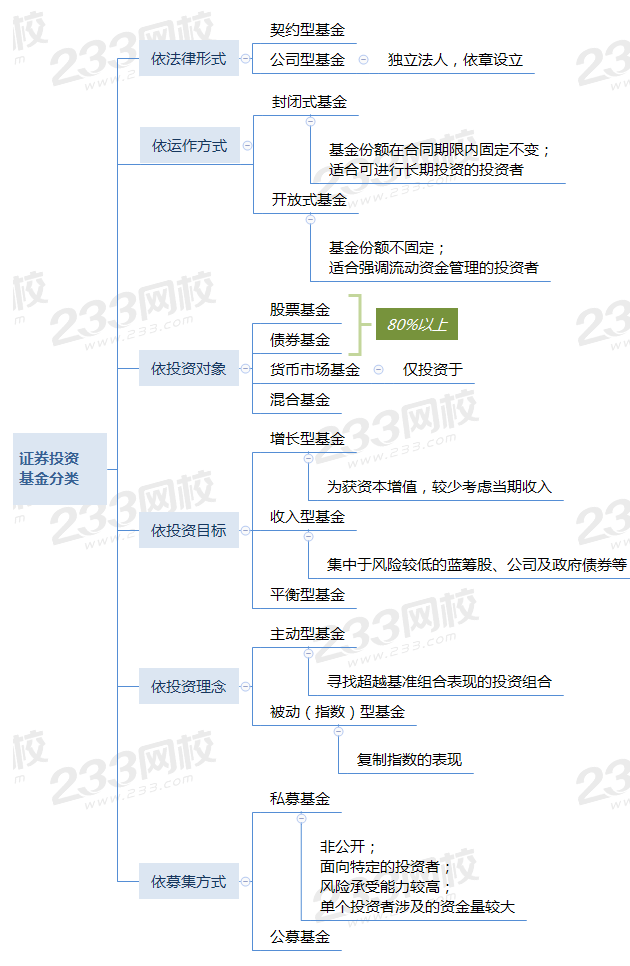 证券投资
基金分类
依法律形式
契约型基金
公司型基金
独立法人，依章设立
依运作方式
封闭式基金
基金份额在合同期限内固定不变；
适合可进行长期投资的投资者
开放式基金
基金份额不固定；
适合强调流动资金管理的投资者
依投资对象
股票基金
债券基金
80%以上
货币市场基金
仅投资于
混合基金
依投资目标
增长型基金
为获资本增值，较少考虑当期收入
收入型基金
集中于风险较低的蓝筹股、公司及政府债券等
平衡型基金
依投资理念
主动型基金
寻找超越基准组合表现的投资组合
被动（指数）型基金
复制指数的表现
依募集方式
私募基金
非公开；
面向特定的投资者；
风险承受能力较高；
单个投资者涉及的资金量较大
公募基金
233网校
www.233.com